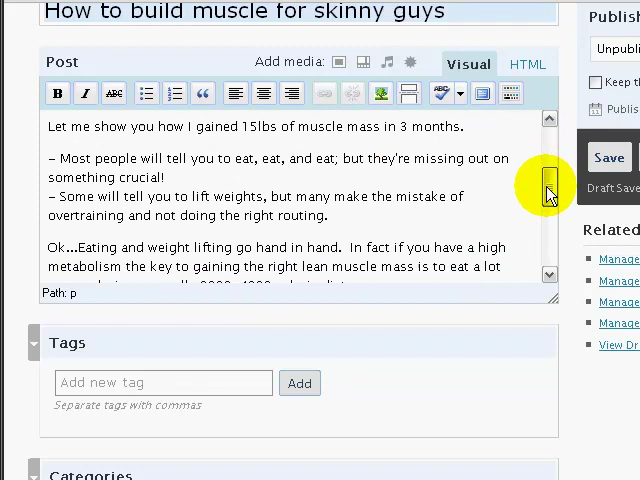 How to build muscle for skinny guys
Post
Add media:
Visual
HTML
B I ABC
ABC
Let me show you how I gained 15lbs of muscle mass in 3 months.
– Most people will tell you to eat, eat, and eat; but they're missing out on
something crucial!
– Some will tell you to lift weights, but many make the mistake of
overtraining and not doing the right routing.
Ok...Eating and weight lifting go hand in hand. In fact if you have a high
metabolism the key to gaining the right lean muscle mass is to eat a lot
Path: p
Tags
Add new tag
Add
Separate tags with commas
Categories
Publish
Unpubli
Keep th
Publis
Save
Draft Save
Related
Manage
Manage
Manage
Manage
View Dr